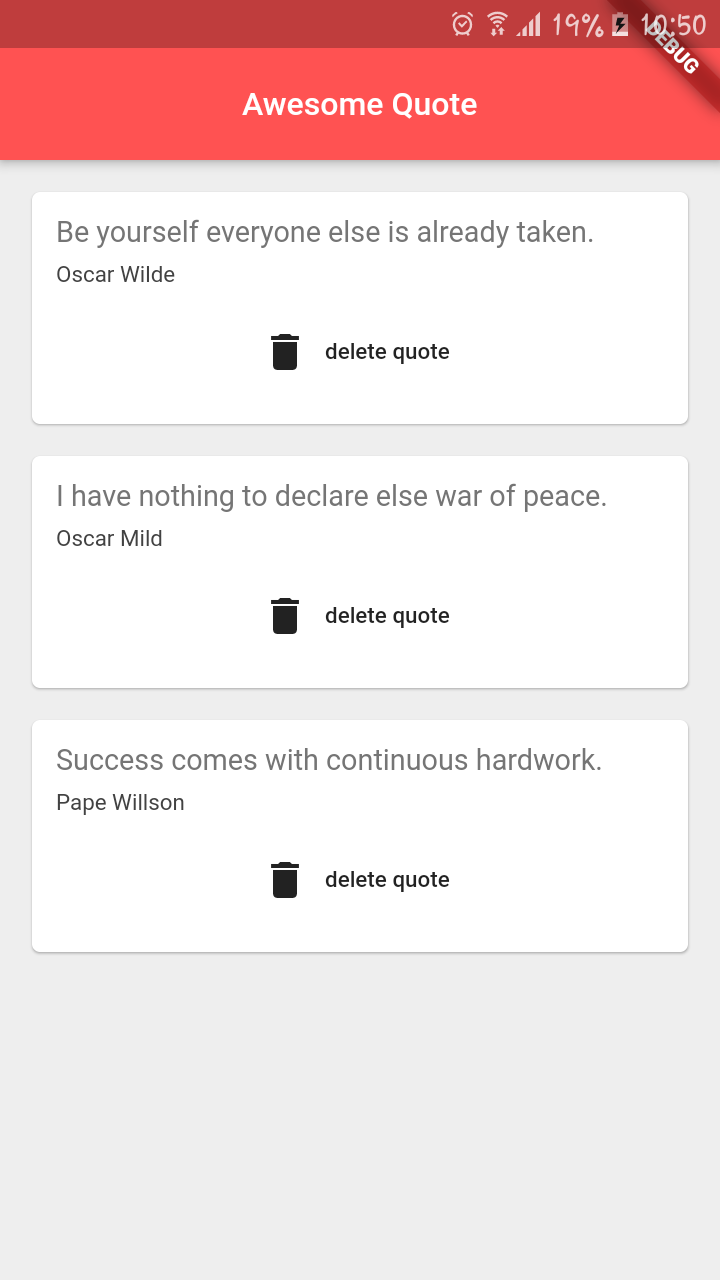 19% 10:50
DEBUG
Awesome Quote
Be yourself everyone else is already taken.
Oscar Wilde
delete quote
I have nothing to declare else war of peace.
Oscar Mild
delete quote
Success comes with continuous hardwork.
Pape Willson
delete quote